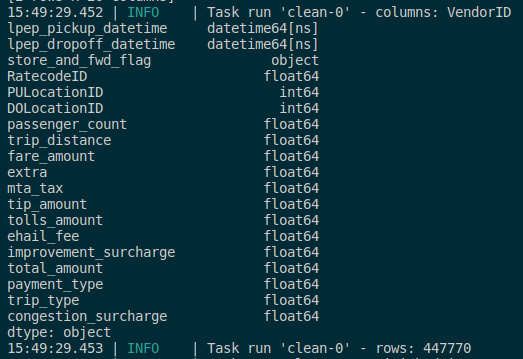 15:49:29.452 | INFO    | Task run 'clean-0' - columns: VendorID
lpep_pickup_datetime     datetime64[ns]
lpep_dropoff_datetime    datetime64[ns]
store_and_fwd_flag               object
RatecodeID                      float64
PULocationID                      int64
DOLocationID                      int64
passenger_count                 float64
trip_distance                   float64
fare_amount                     float64
extra                           float64
mta_tax                         float64
tip_amount                      float64
tolls_amount                    float64
ehail_fee                       float64
improvement_surcharge           float64
total_amount                    float64
payment_type                    float64
trip_type                       float64
congestion_surcharge            float64
dtype: object
15:49:29.453 | INFO    | Task run 'clean-0' - rows: 447770